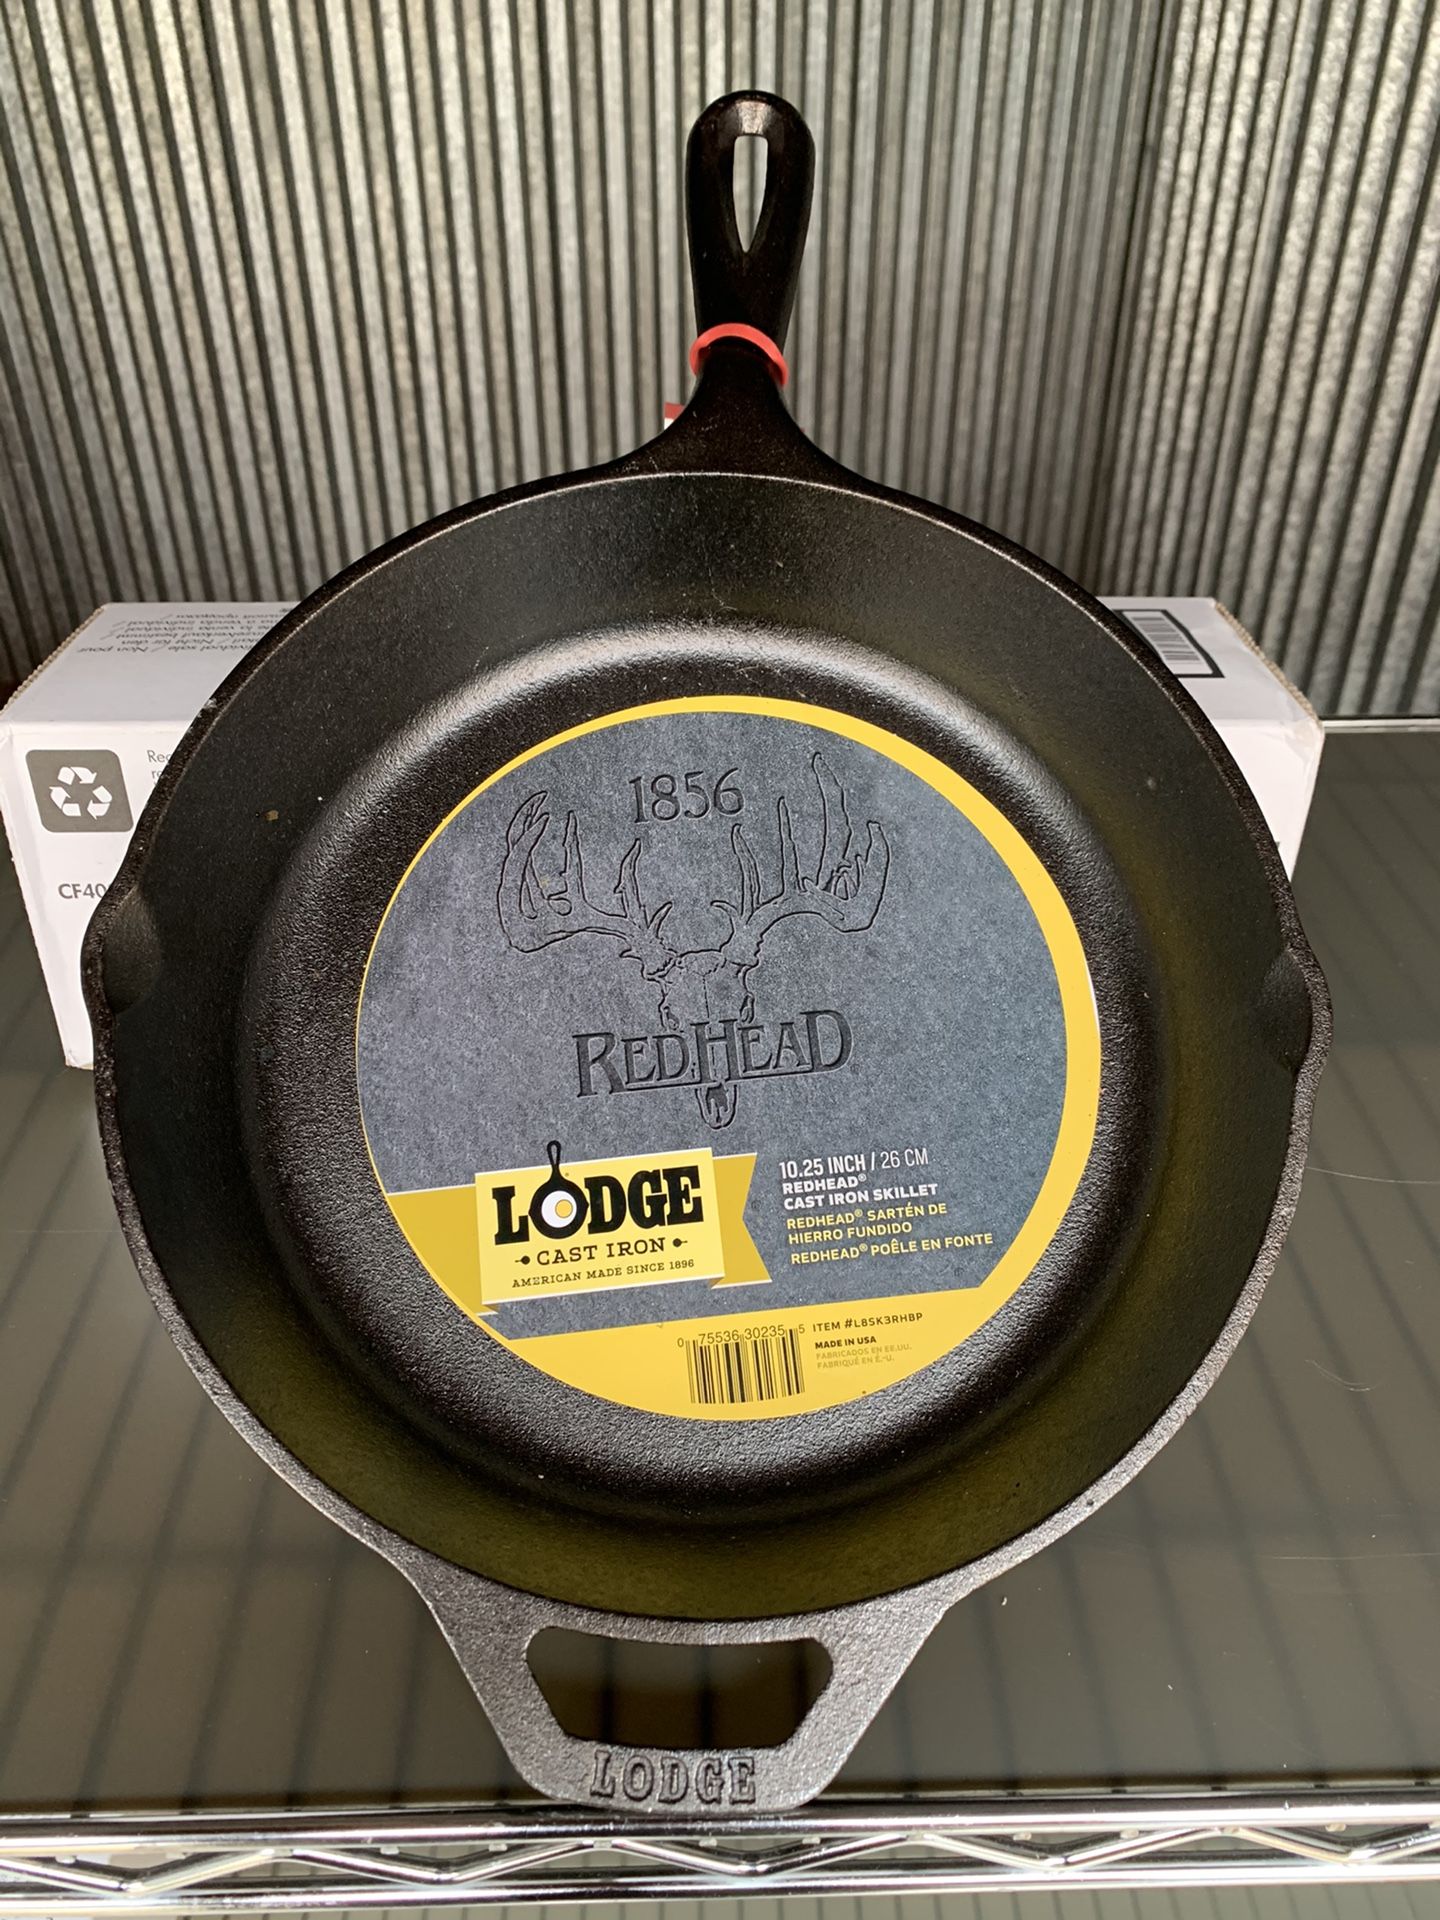 1856
REDHEAD
LODGE
CAST IRON
AMERICAN MADE SINCE 1896
10.25 INCH / 26 CM
REDHEAD®
CAST IRON SKILLET
REDHEAD® SARTÉN DE
HIERRO FUNDIDO
REDHEAD® POÊLE EN FONTE
0 75536 30235 5
ITEM #L8SK3RHBP
MADE IN USA
FABRICADOS EN EE.UU.
FABRIQUÉ EN É.-U.
LODGE